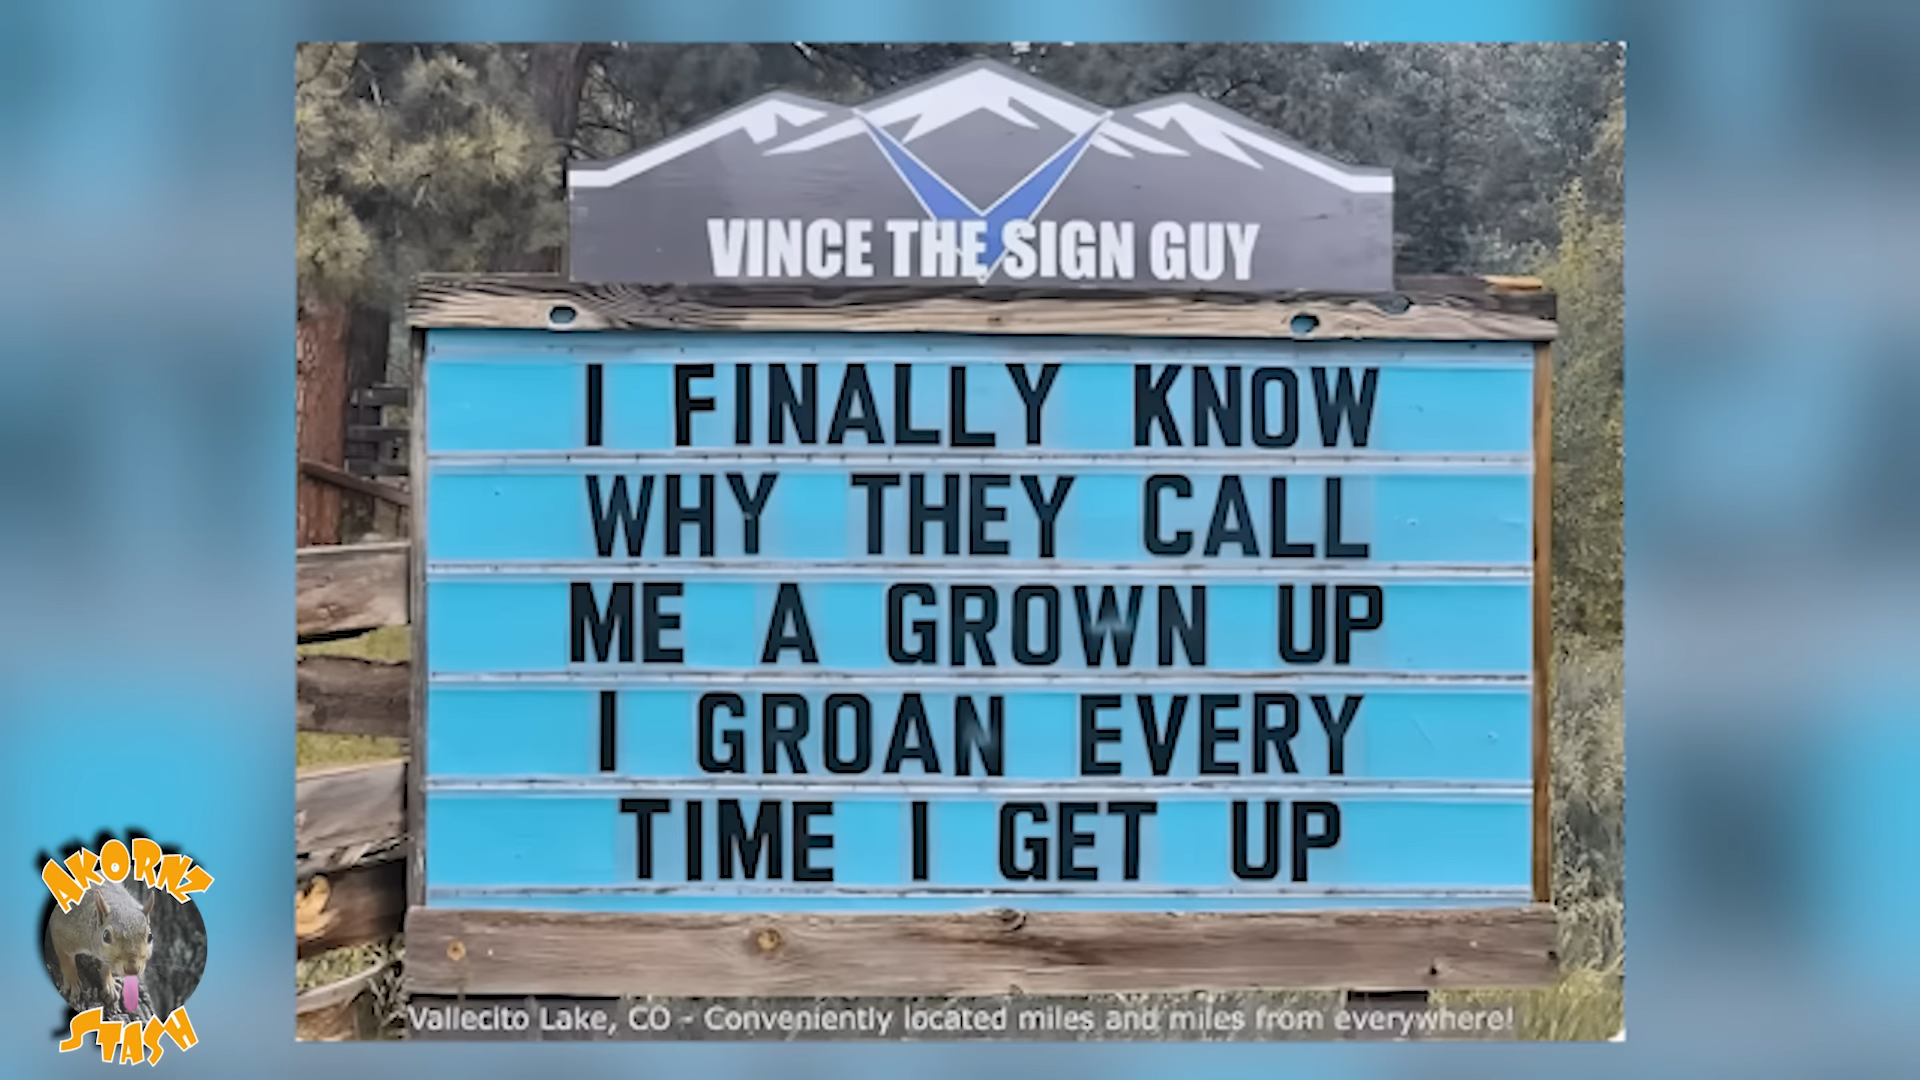 VINCE THE SIGN GUY
I FINALLY KNOW
WHY THEY CALL
ME A GROWN UP
I GROAN EVERY
TIME I GET UP
Vallecito Lake, CO - Conveniently located miles and miles from everywhere!
AKORNZ
STASH